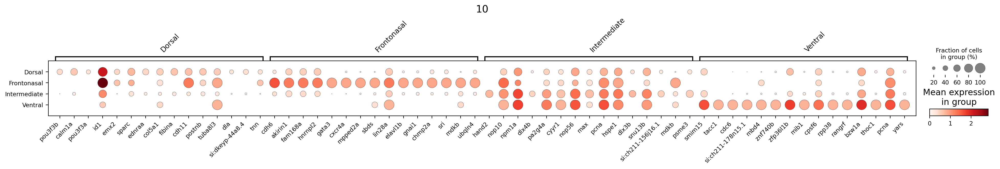 10
Dorsal
Frontonasal
Intermediate
Ventral
Dorsal
Frontonasal
Intermediate
Ventral
pou3f3b
calm1a
pou3f3a
id1
emx2
sparc
ednraa
col5a1
fibina
cdh11
postnb
tuba8l3
dla
si:dkeyp-44a8.4
tnn
cdh6
akirin1
fam168a
hnrnpl2
gata3
cxcr4a
mpped2a
sbds
lin28a
elavl1b
gnai1
chmp2a
sri
mdkb
ubqln4
hand2
nop10
npm1a
dlx4b
pa2g4a
cyyr1
nop56
max
pcna
hspe1
dlx3b
snu13b
si:ch211-156j16.1
mdkb
psme3
smim15
tacc1
cdc6
si:ch211-178n15.1
mbd4
znf740b
zfp36l1b
mib1
cpsf6
rpp38
rangrf
bzw1a
thoc1
pcna
yars
Fraction of cells
in group (%)
20 40 60 80 100
Mean expression
in group
0 1 2